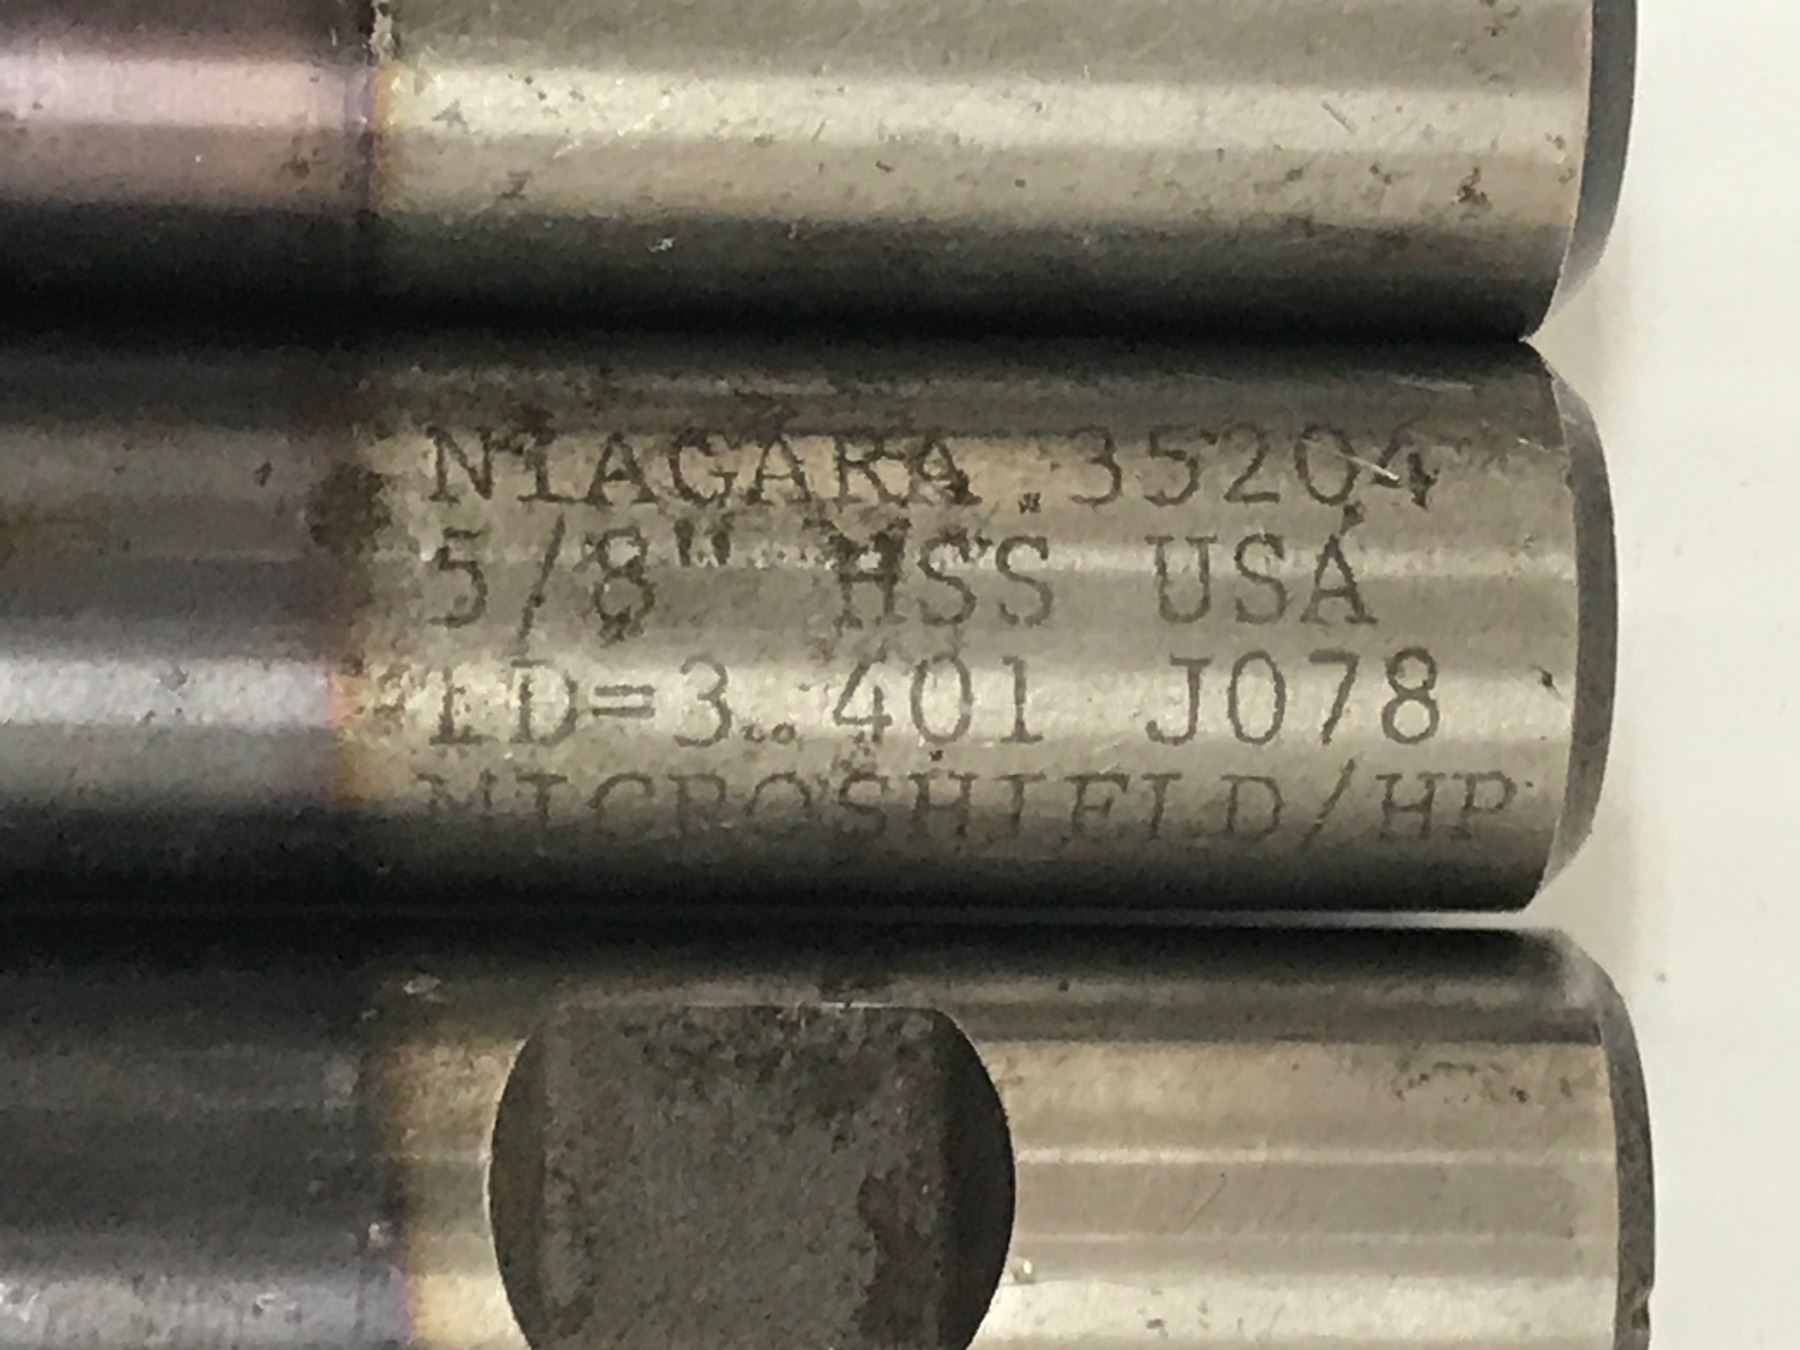 NIAGARA 35204
5/8" HSS USA
LD=3..401 J078
MICROSHIELD/HP